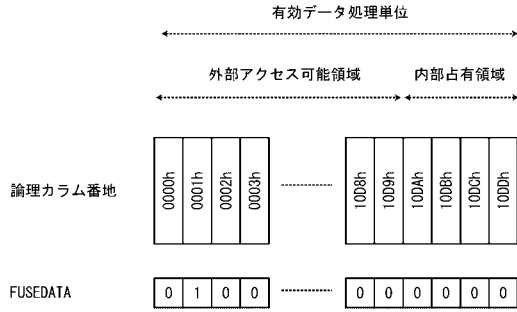 有効データ処理単位
外部アクセス可能領域 内部占有領域
論理カラム番地 0000h 0001h 0002h 0003h 10D8h 10D9h 10DAh 10DBh 10DCh 10DDh
FUSEDATA 0 1 0 0 0 0 0 0 0 0